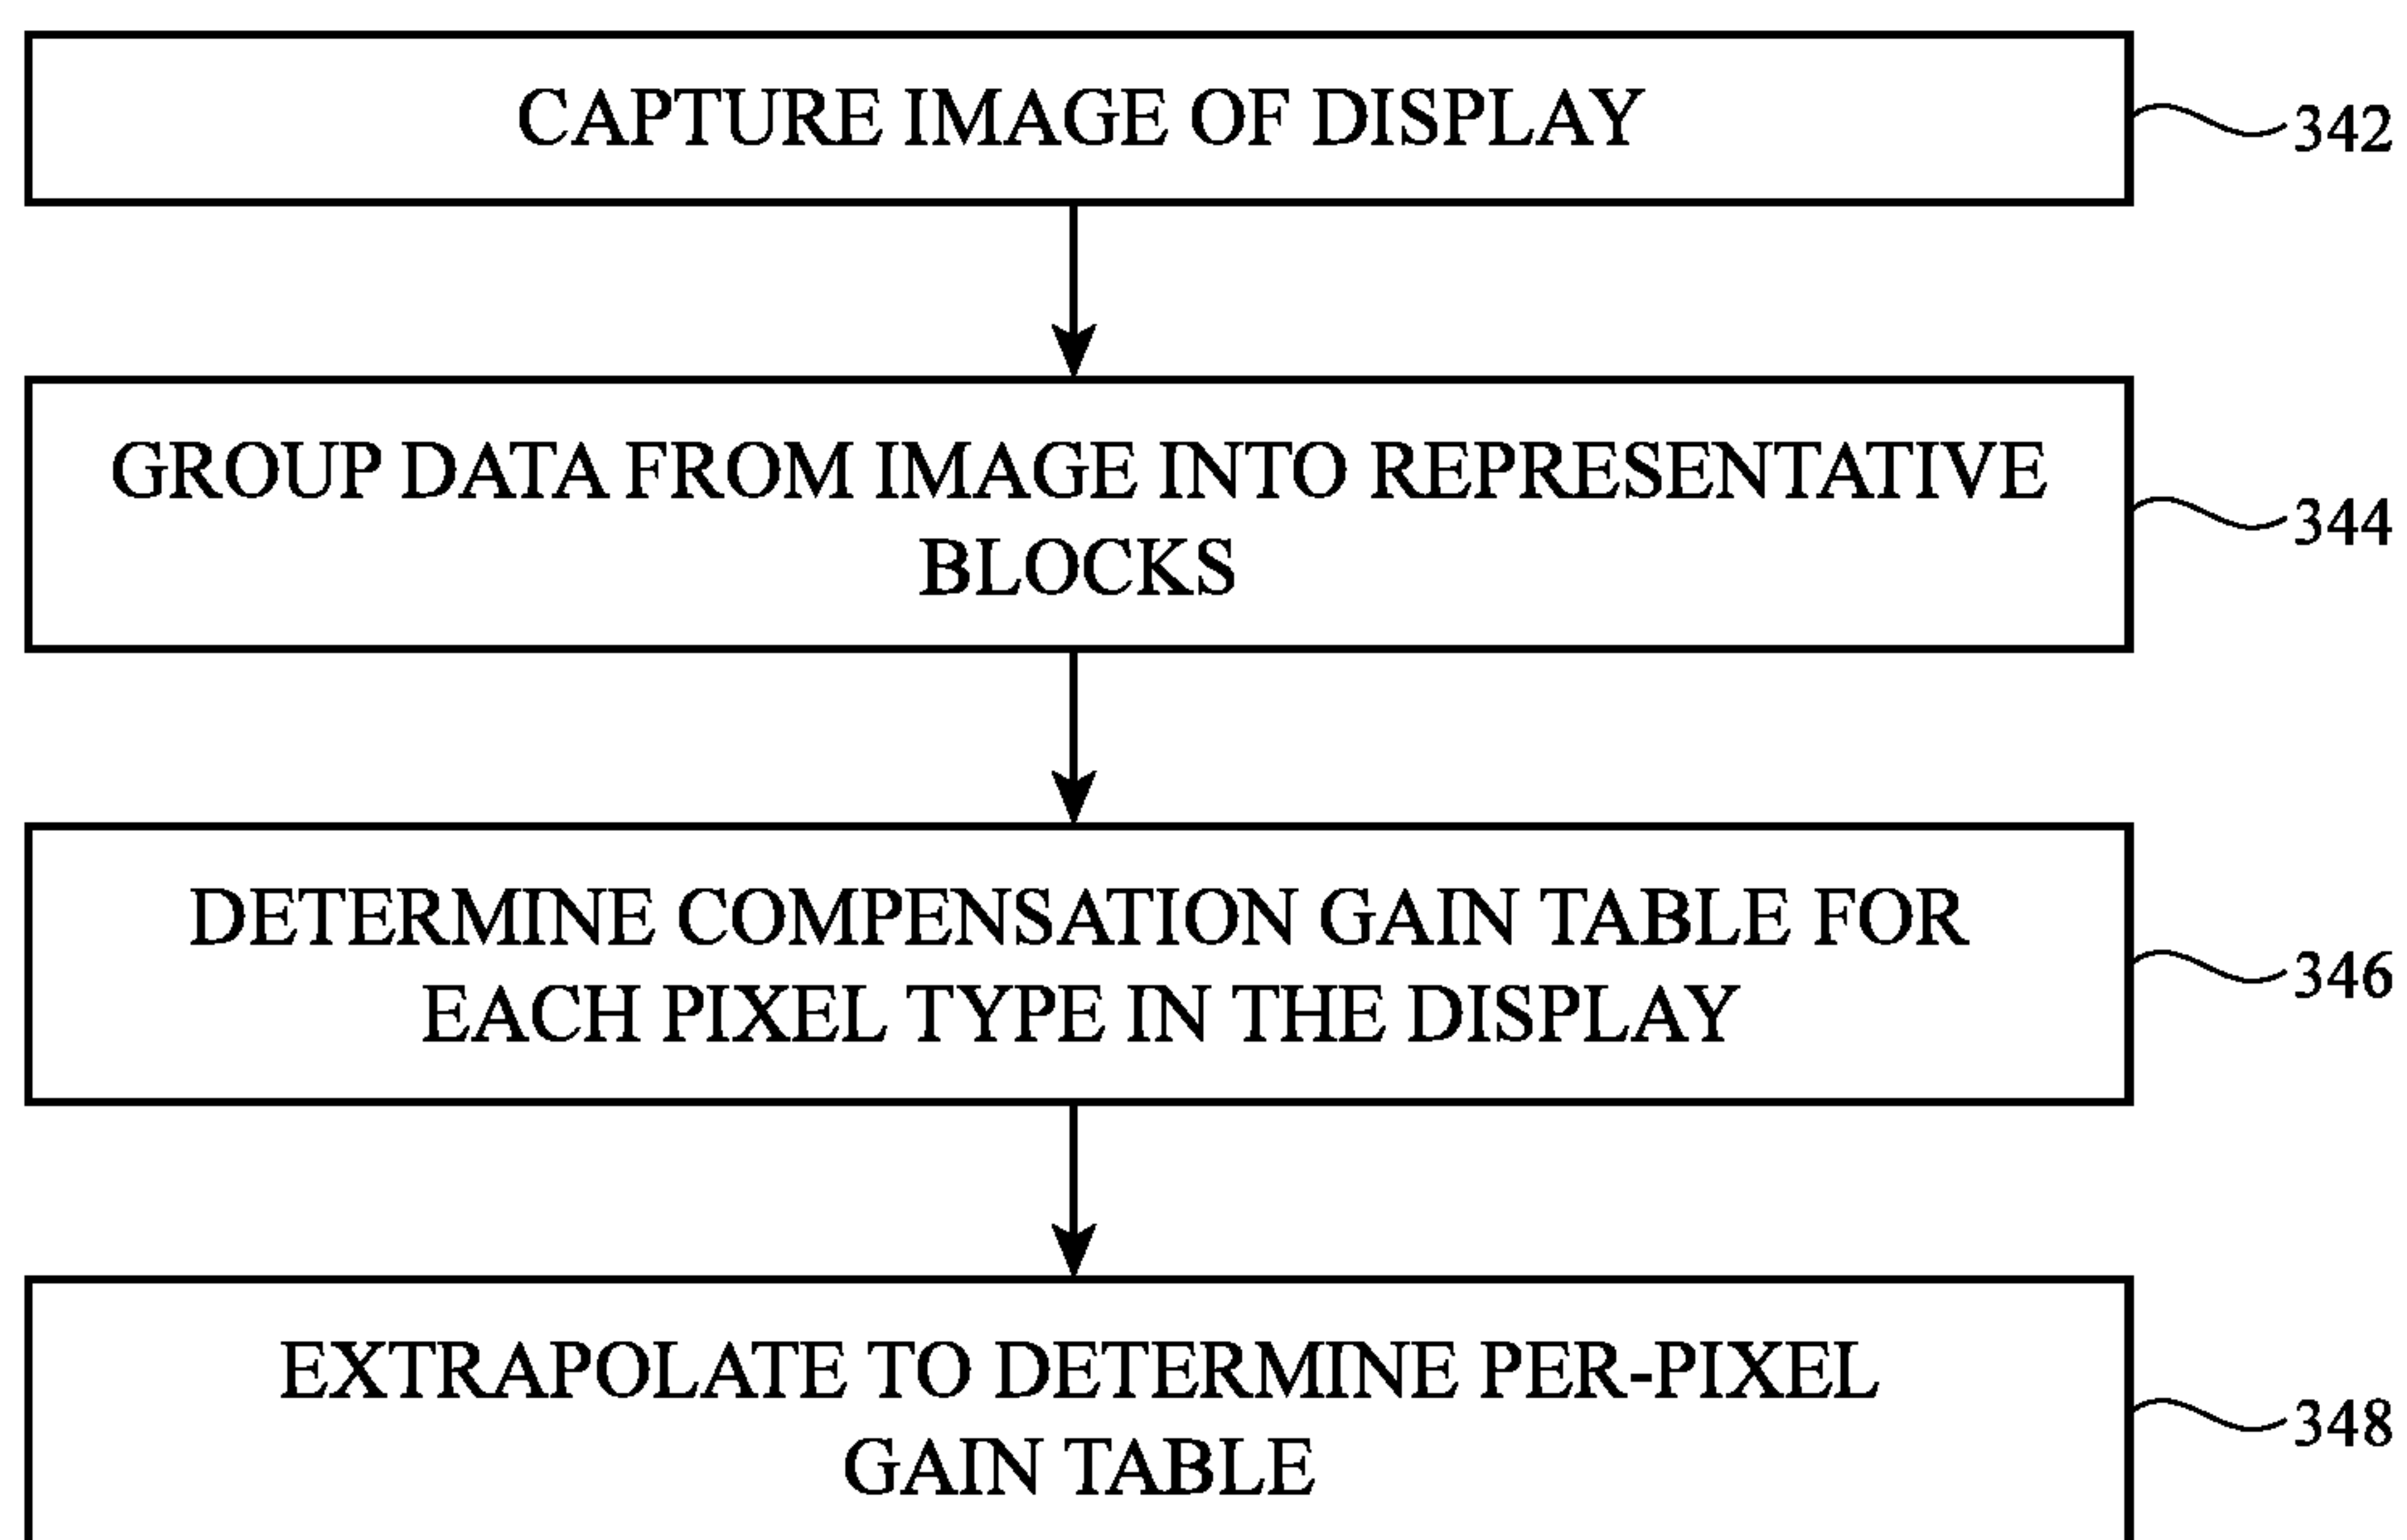 CAPTURE IMAGE OF DISPLAY
342
GROUP DATA FROM IMAGE INTO REPRESENTATIVE
BLOCKS
344
DETERMINE COMPENSATION GAIN TABLE FOR
EACH PIXEL TYPE IN THE DISPLAY
346
EXTRAPOLATE TO DETERMINE PER-PIXEL
GAIN TABLE
348